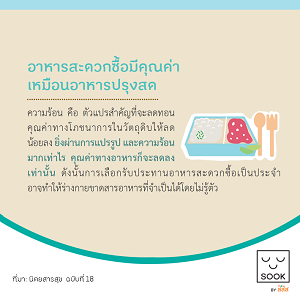 อาหารสะดวกซื้อมีคุณค่า
เหมือนอาหารปรุงสด
ความร้อน คือ ตัวแปรสำคัญที่จะลดทอน
คุณค่าทางโภชนาการในวัตถุดิบให้ลด
น้อยลง ยิ่งผ่านการแปรรูป และความร้อน
มากเท่าไร คุณค่าทางอาหารก็จะลดลง
เท่านั้น ดังนั้นการเลือกรับประทานอาหารสะดวกซื้อเป็นประจำ
อาจทำให้ร่างกายขาดสารอาหารที่จำเป็นได้โดยไม่รู้ตัว
ที่มา: นิตยสารสุข ฉบับที่ 18
SOOK
BY สสส